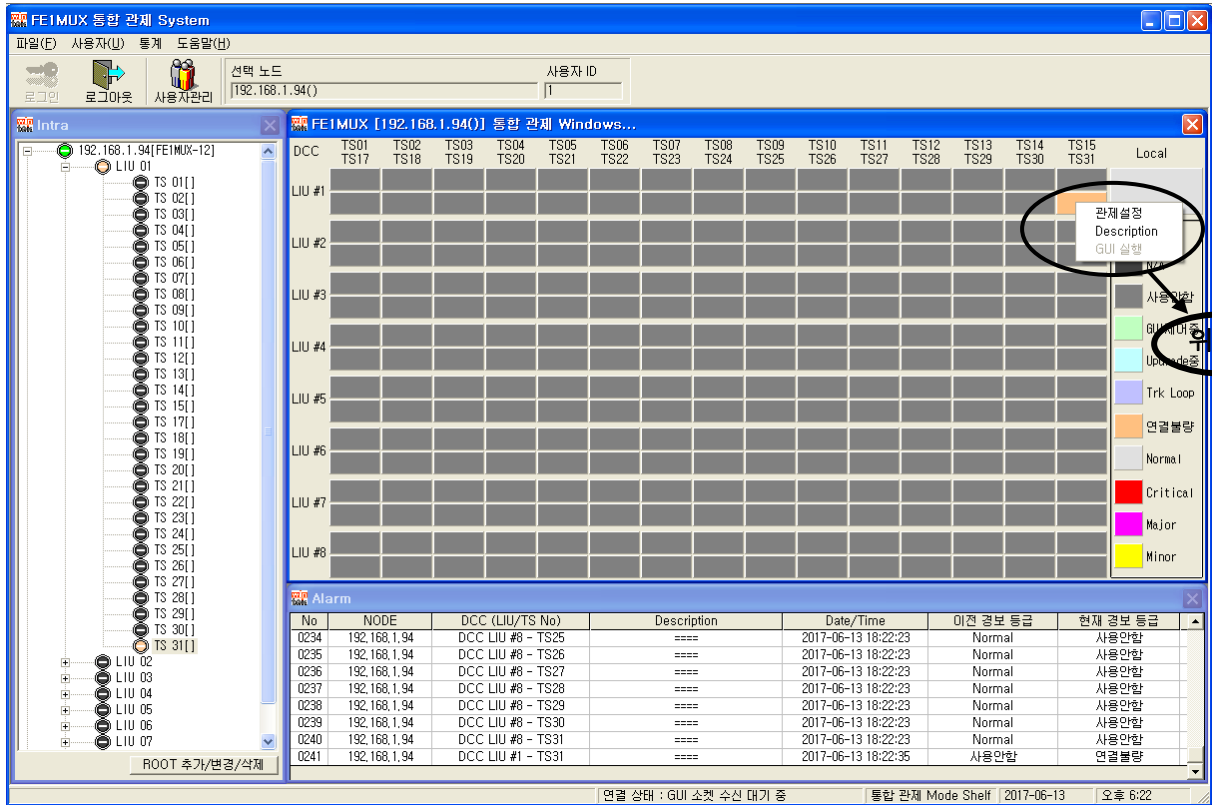 FE1MUX 통합 관제 System
파일(F) 사용자(U) 통계 도움말(H)
로그인 로그아웃 사용자관리
선택 노드 사용자 ID
192.168.1.94() 1
Intra
192.168.1.94[FE1MUX-12]
LIU 01
TS 01[]
TS 02[]
TS 03[]
TS 04[]
TS 05[]
TS 06[]
TS 07[]
TS 08[]
TS 09[]
TS 10[]
TS 11[]
TS 12[]
TS 13[]
TS 14[]
TS 15[]
TS 17[]
TS 18[]
TS 19[]
TS 20[]
TS 21[]
TS 22[]
TS 23[]
TS 24[]
TS 25[]
TS 26[]
TS 27[]
TS 28[]
TS 29[]
TS 30[]
TS 31[]
LIU 02
LIU 03
LIU 04
LIU 05
LIU 06
LIU 07
ROOT 추가/변경/삭제
FE1MUX [192.168.1.94()] 통합 관제 Windows...
DCC TS01 TS02 TS03 TS04 TS05 TS06 TS07 TS08 TS09 TS10 TS11 TS12 TS13 TS14 TS15 Local
TS17 TS18 TS19 TS20 TS21 TS22 TS23 TS24 TS25 TS26 TS27 TS28 TS29 TS30 TS31
LIU #1
LIU #2
LIU #3
LIU #4
LIU #5
LIU #6
LIU #7
LIU #8
관제설정
Description
GUI 실행
N/A
사용안함
GUI제어중
위
Upgrade중
Trk Loop
연결불량
Normal
Critical
Major
Minor
Alarm
No NODE DCC (LIU/TS No) Description Date/Time 이전 경보 등급 현재 경보 등급
0234 192.168.1.94 DCC LIU #8 - TS25 ==== 2017-06-13 18:22:23 Normal 사용안함
0235 192.168.1.94 DCC LIU #8 - TS26 ==== 2017-06-13 18:22:23 Normal 사용안함
0236 192.168.1.94 DCC LIU #8 - TS27 ==== 2017-06-13 18:22:23 Normal 사용안함
0237 192.168.1.94 DCC LIU #8 - TS28 ==== 2017-06-13 18:22:23 Normal 사용안함
0238 192.168.1.94 DCC LIU #8 - TS29 ==== 2017-06-13 18:22:23 Normal 사용안함
0239 192.168.1.94 DCC LIU #8 - TS30 ==== 2017-06-13 18:22:23 Normal 사용안함
0240 192.168.1.94 DCC LIU #8 - TS31 ==== 2017-06-13 18:22:23 Normal 사용안함
0241 192.168.1.94 DCC LIU #1 - TS31 ==== 2017-06-13 18:22:35 사용안함 연결불량
연결 상태 : GUI 소켓 수신 대기 중 통합 관제 Mode Shelf 2017-06-13 오후 6:22